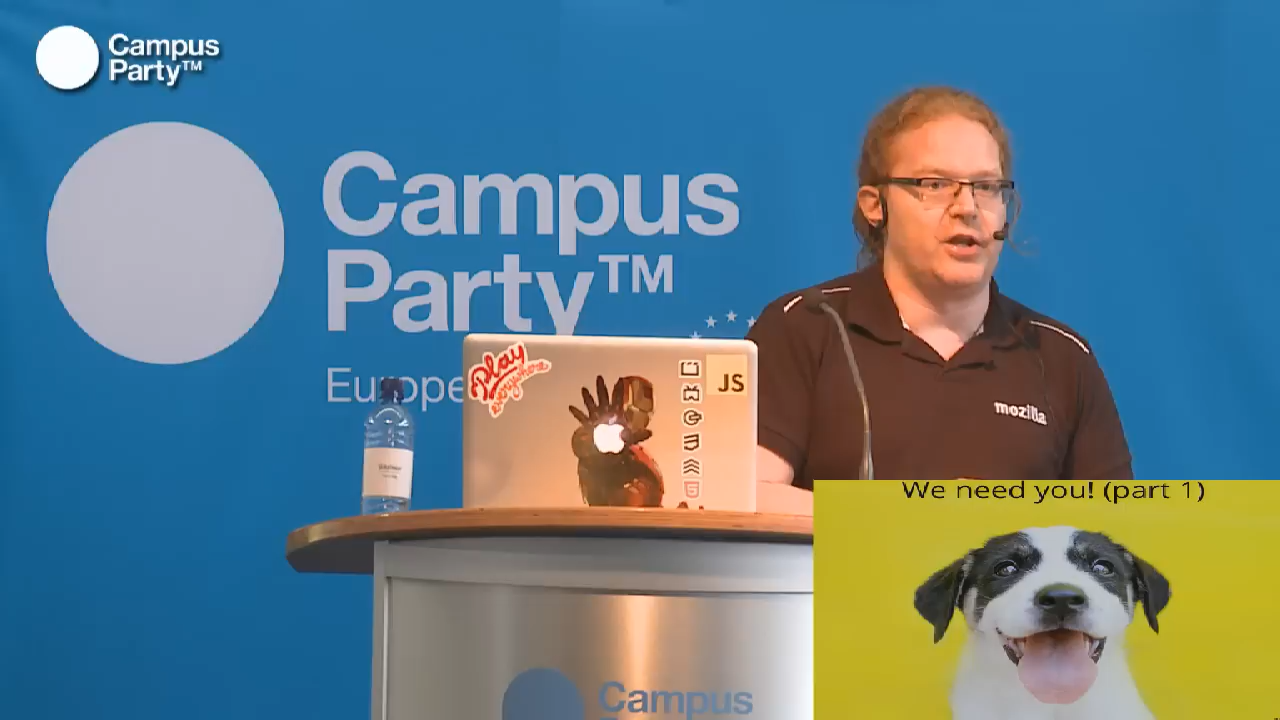 Campus
Party™
Campus
Party™
Europe
Play
everywhere
JS
mozilla
We need you! (part 1)
Campus